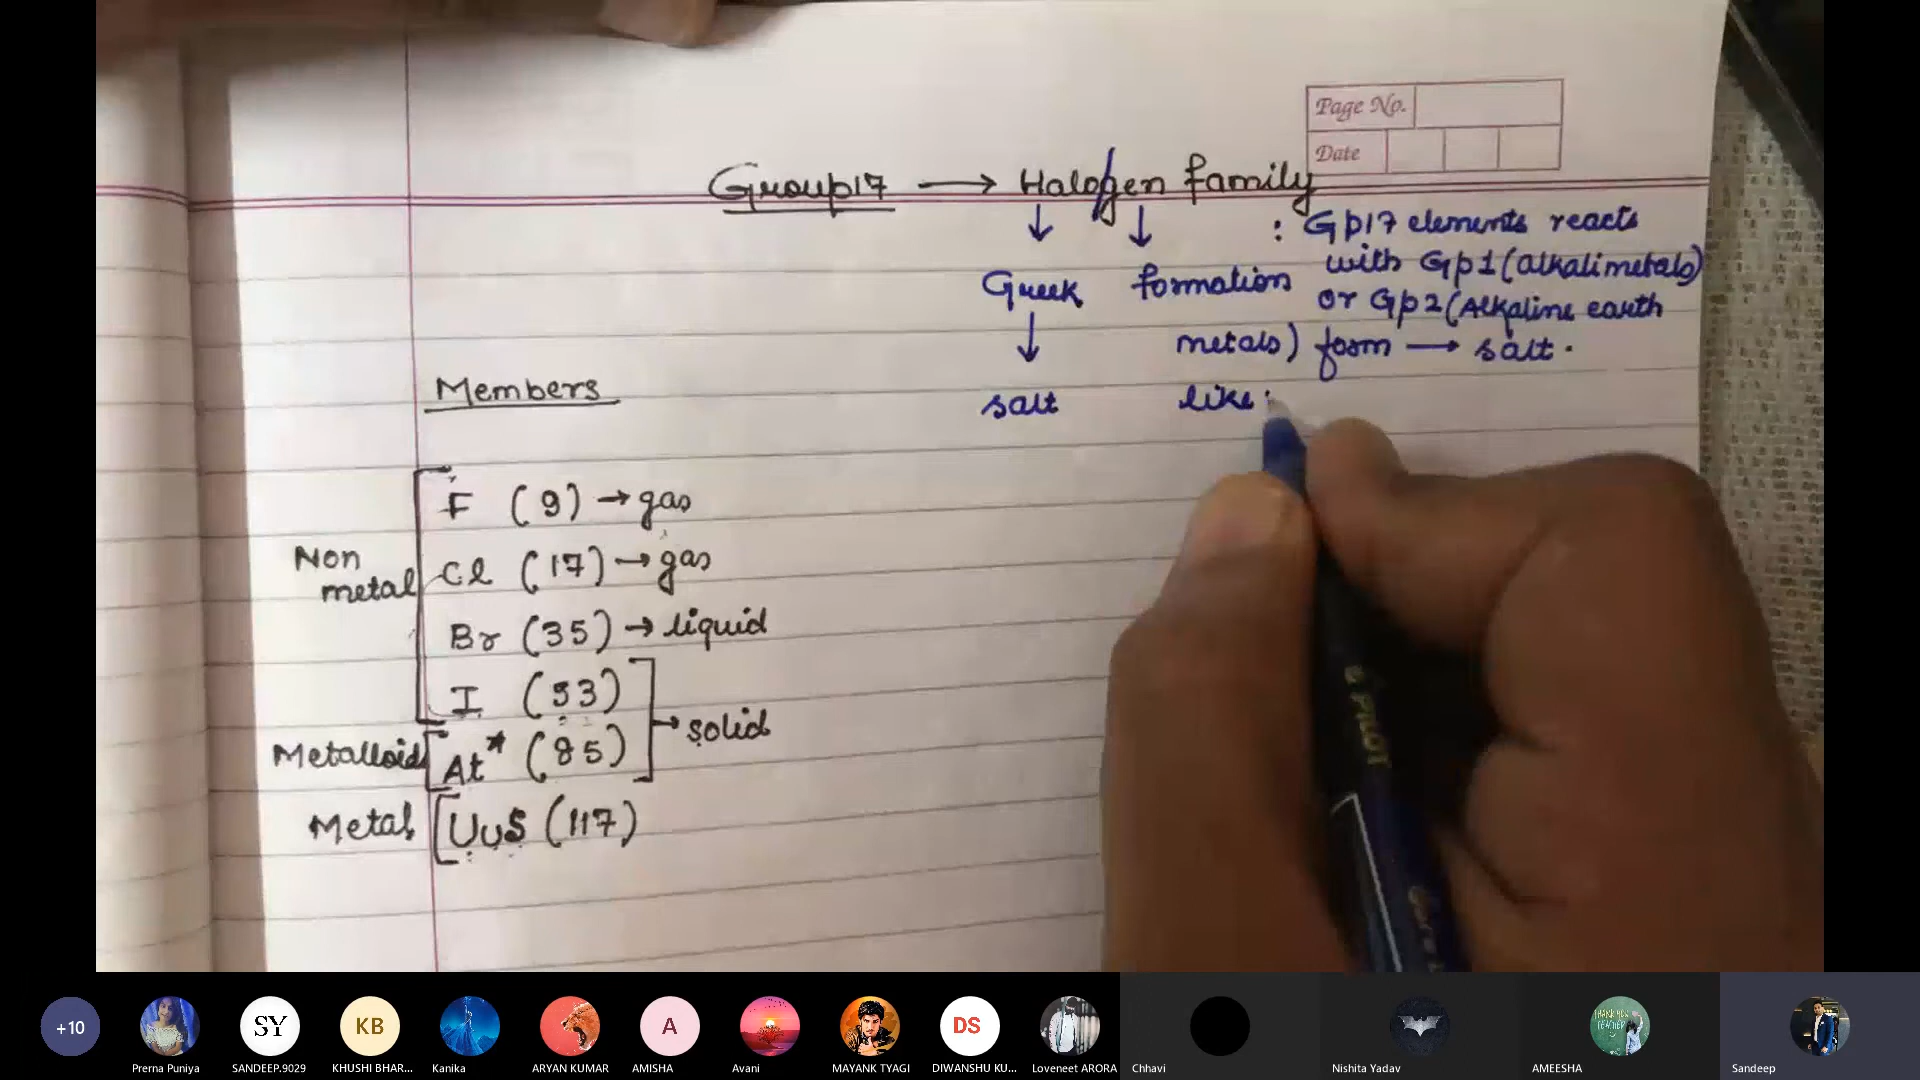 Page No.
Date
Group17 → Halogen family
: Gp17 elements reacts
with Gp1 (alkali metals)
Greek formation or Gp2 (Alkaline earth
metals) form → salt.
salt like:
Members
F (9) → gas
Non
metal
Cl (17) → gas
Br (35) → liquid
I (53)
→ solid
Metalloid At* (85)
Metal UuS (117)
PILOT
+10
SY
KB
A
DS
THANK YOU
TEACHER
Prerna Puniya
SANDEEP.9029
KHUSHI BHAR...
Kanika
ARYAN KUMAR
AMISHA
Avani
MAYANK TYAGI
DIWANSHU KU...
Loveneet ARORA
Chhavi
Nishita Yadav
AMEESHA
Sandeep